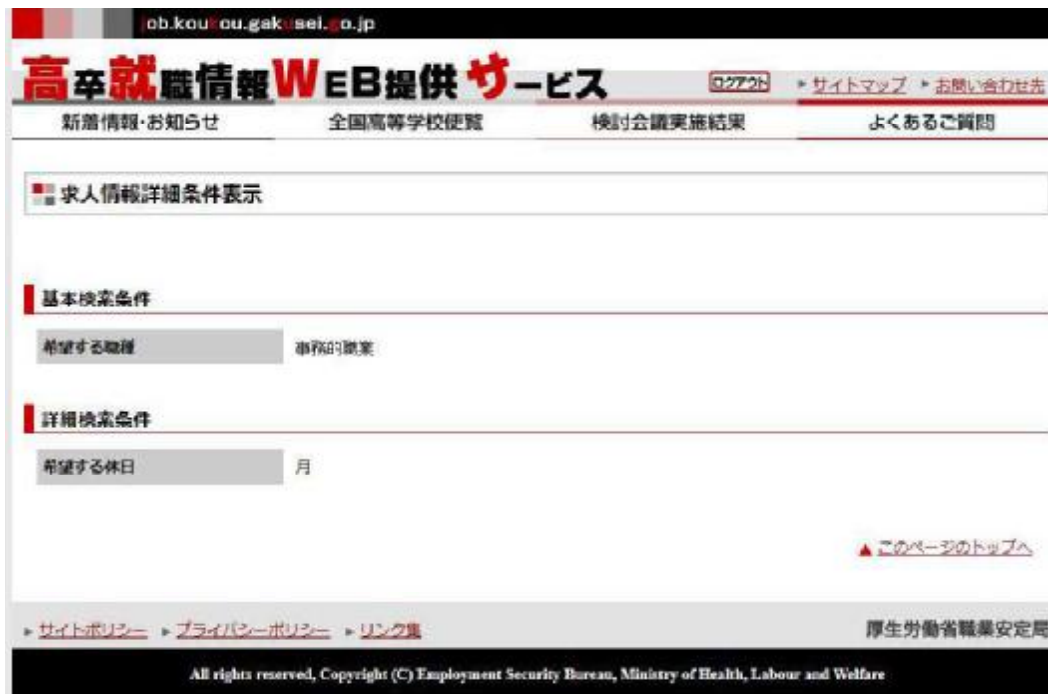 job.koukou.gakusei.go.jp
高卒就職情報WEB提供サービス
ログアウト ▶サイトマップ ▶お問い合わせ先
新着情報・お知らせ 全国高等学校便覧 検討会議実施結果 よくあるご質問
求人情報詳細条件表示
基本検索条件
希望する職種 事務的職業
詳細検索条件
希望する休日 月
▲このページのトップへ
▶サイトポリシー ▶プライバシーポリシー ▶リンク集 厚生労働省職業安定局
All rights reserved, Copyright (C) Employment Security Bureau, Ministry of Health, Labour and Welfare